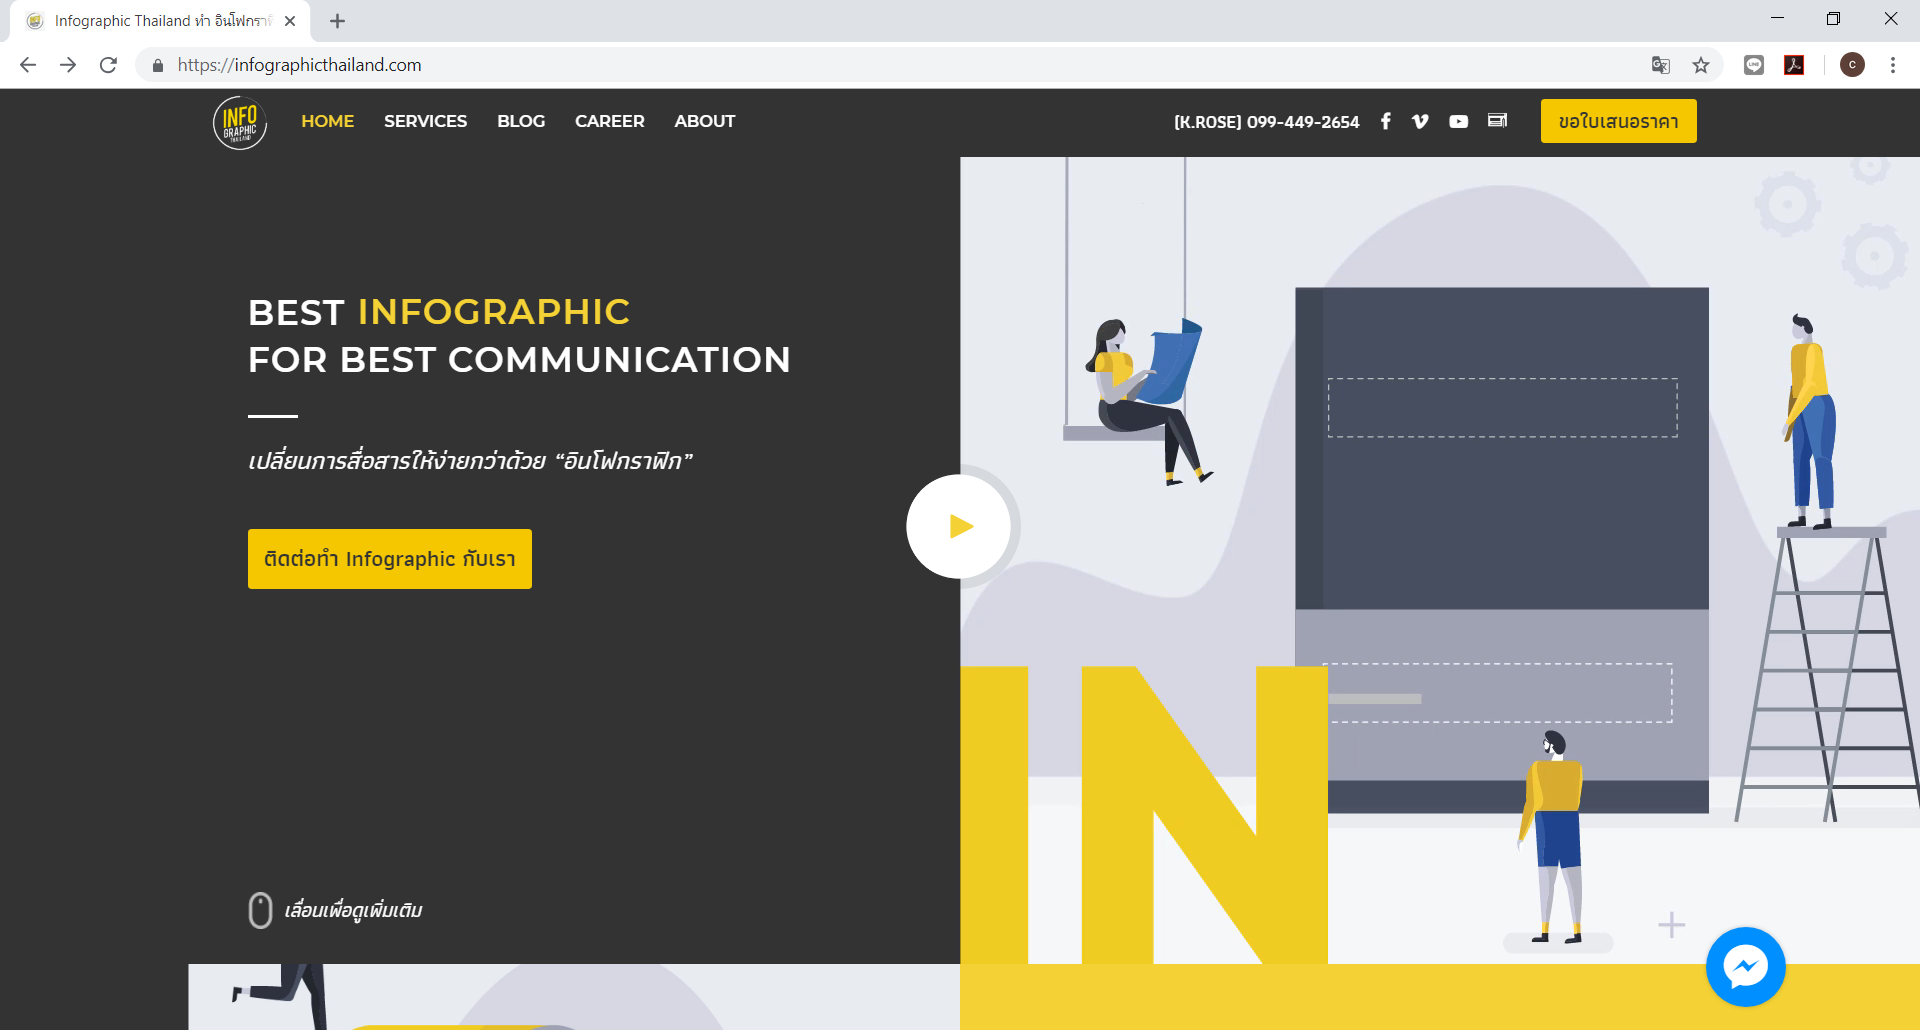 Infographic Thailand ทำ อินโฟกราฟิ
https://infographicthailand.com
C
INFO
GRAPHIC
THAILAND
HOME SERVICES BLOG CAREER ABOUT
(K.ROSE) 099-449-2654
ขอใบเสนอราคา
BEST INFOGRAPHIC
FOR BEST COMMUNICATION
เปลี่ยนการสื่อสารให้ง่ายกว่าด้วย “อินโฟกราฟิก”
ติดต่อทำ Infographic กับเรา
IN
เลื่อนเพื่อดูเพิ่มเติม